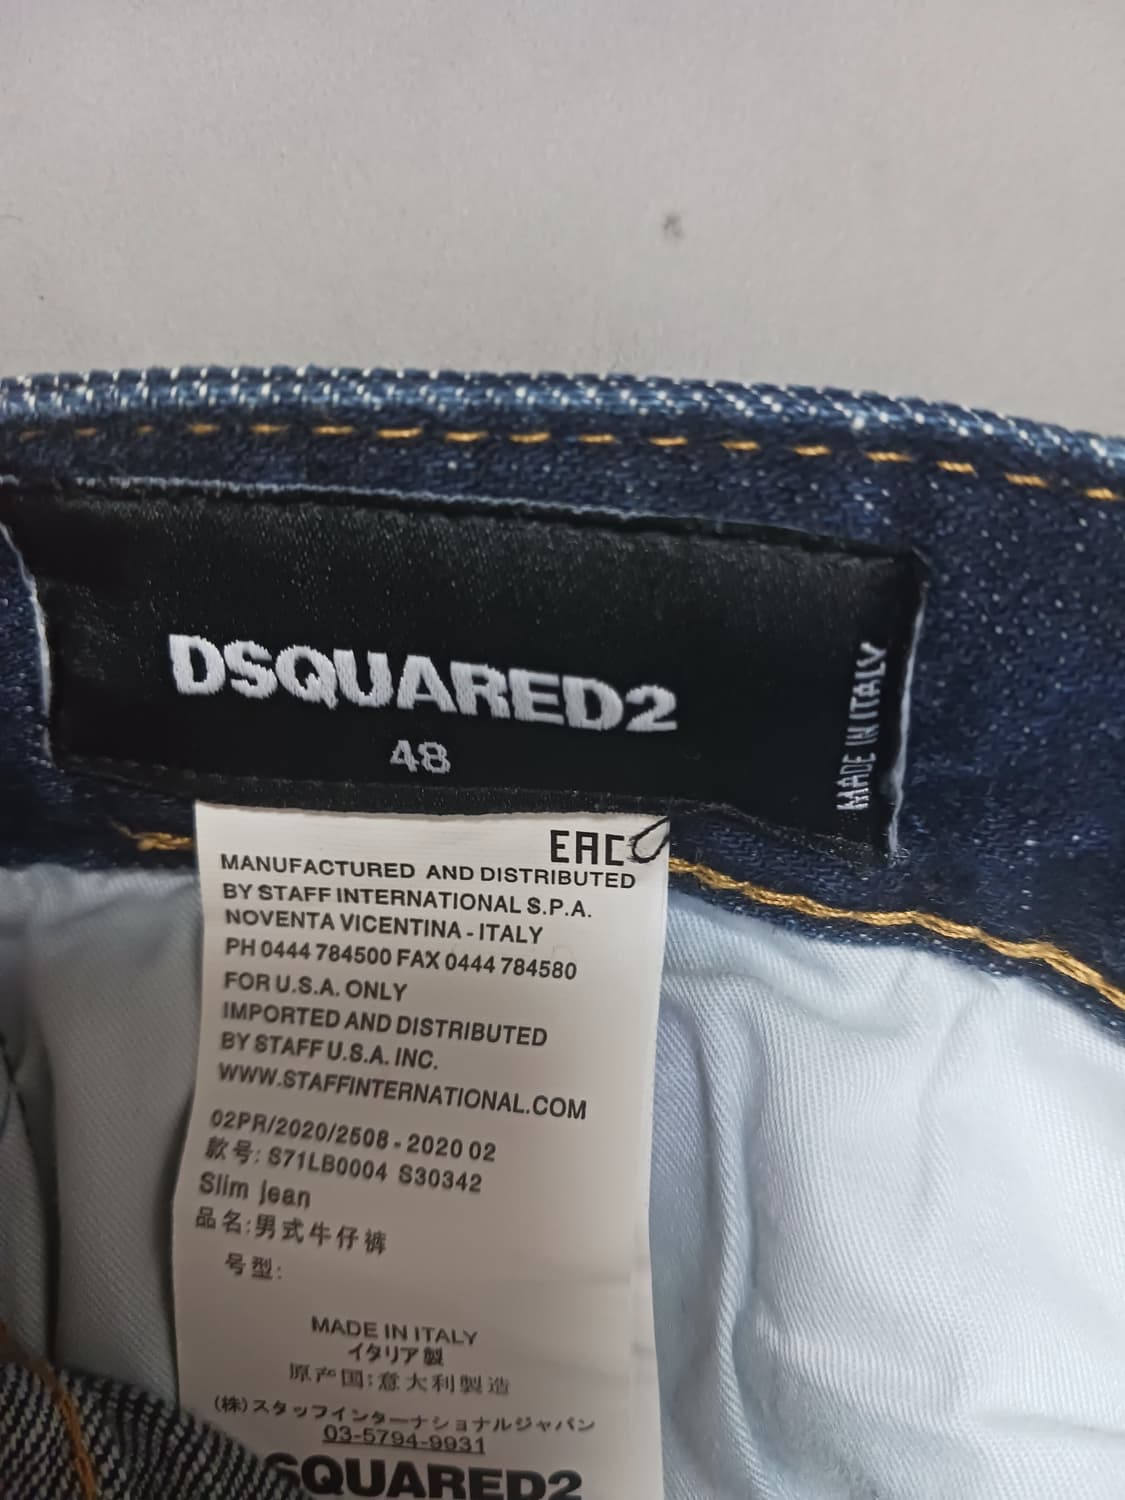 DSQUARED2
48
MADE IN ITALY
EAC
MANUFACTURED AND DISTRIBUTED
BY STAFF INTERNATIONAL S.P.A.
NOVENTA VICENTINA - ITALY
PH 0444 784500 FAX 0444 784580
FOR U.S.A. ONLY
IMPORTED AND DISTRIBUTED
BY STAFF U.S.A. INC.
WWW.STAFFINTERNATIONAL.COM
02PR/2020/2508 - 2020 02
款号: S71LB0004 S30342
Slim jean
品名:男式牛仔裤
号型:
MADE IN ITALY
イタリア製
原产国:意大利製造
(株)スタッフインターナショナルジャパン
03-5794-9931
SQUARED2